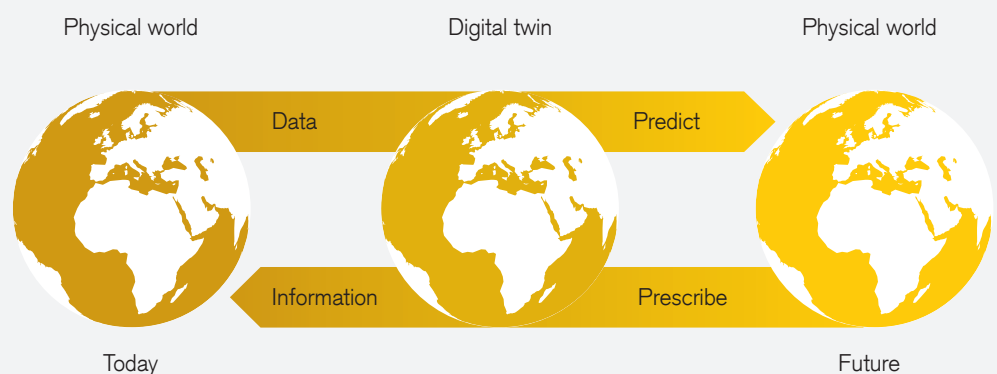 Physical world
Digital twin
Physical world
Data
Predict
Information
Prescribe
Today
Future